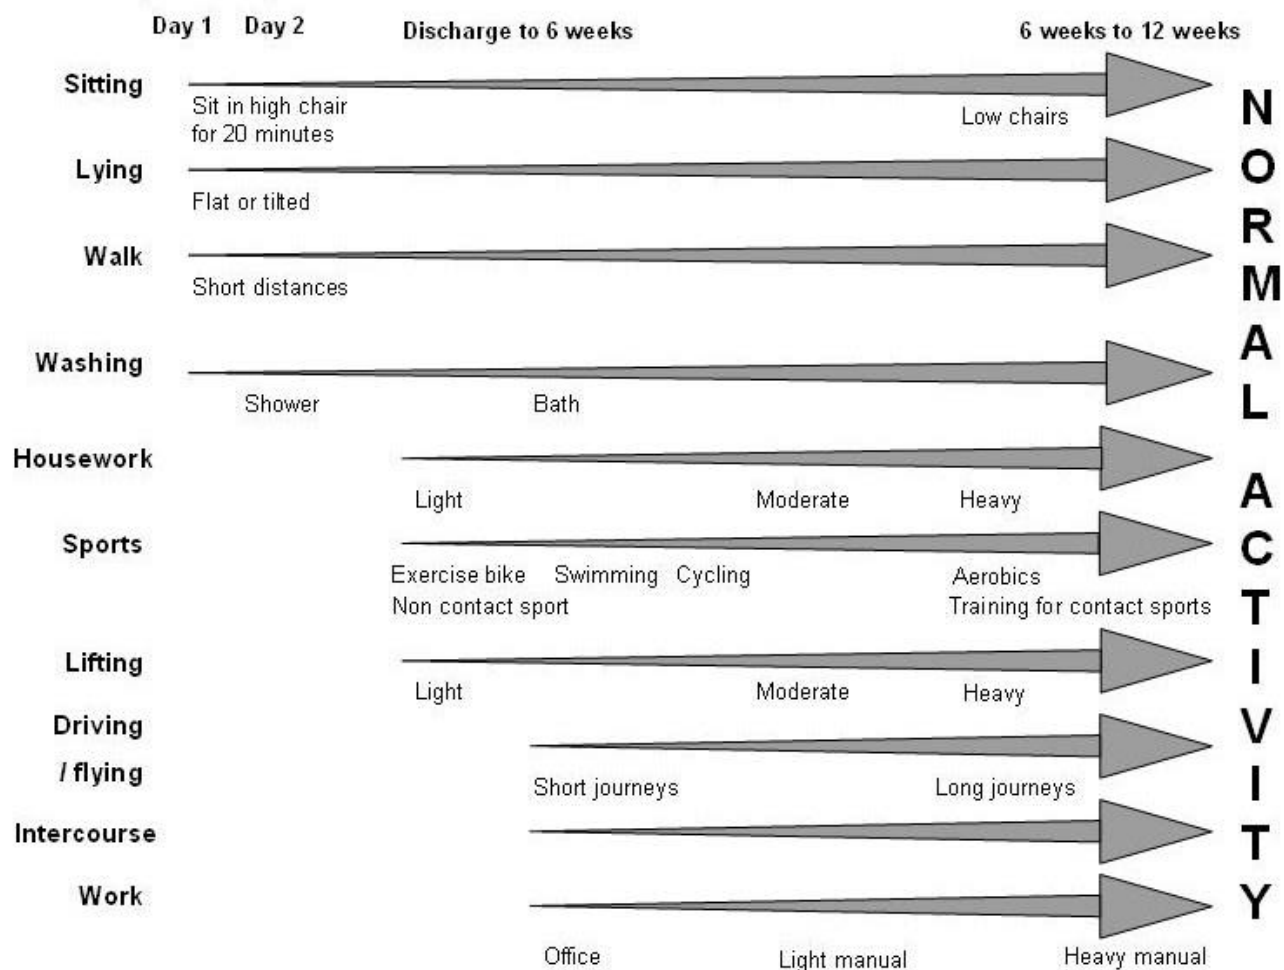 Day 1 Day 2 Discharge to 6 weeks 6 weeks to 12 weeks
Sitting
Sit in high chair
for 20 minutes
Low chairs
Lying
Flat or tilted
Walk
Short distances
Washing
Shower Bath
Housework
Light Moderate Heavy
Sports
Exercise bike Swimming Cycling Aerobics
Non contact sport Training for contact sports
Lifting
Light Moderate Heavy
Driving
/ flying
Short journeys Long journeys
Intercourse
Work
Office Light manual Heavy manual
NORMAL ACTIVITY